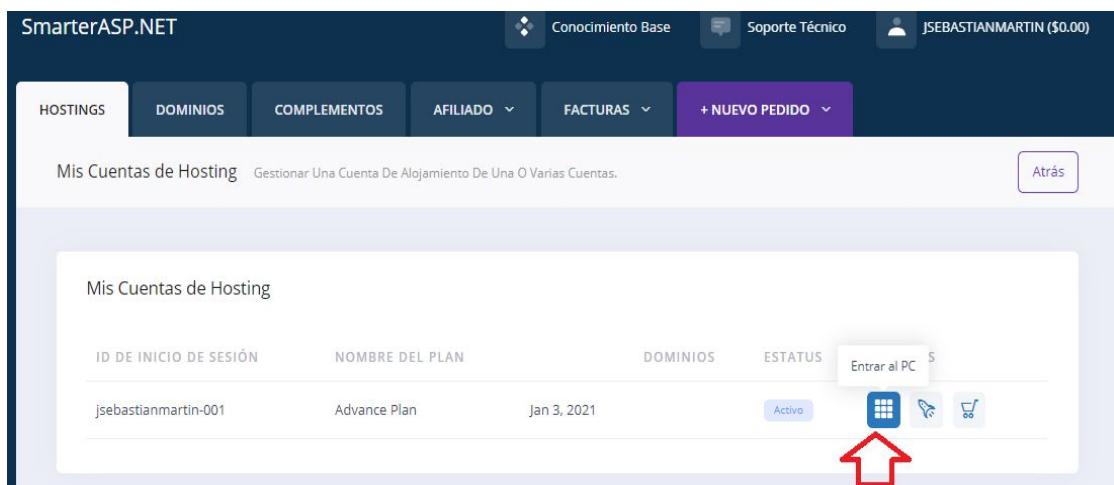 SmarterASP.NET Conocimiento Base Soporte Técnico JSEBASTIANMARTIN ($0.00)
HOSTINGS DOMINIOS COMPLEMENTOS AFILIADO FACTURAS + NUEVO PEDIDO
Mis Cuentas de Hosting Gestionar Una Cuenta De Alojamiento De Una O Varias Cuentas. Atrás
Mis Cuentas de Hosting
ID DE INICIO DE SESIÓN NOMBRE DEL PLAN DOMINIOS ESTATUS Entrar al PC
jsebastianmartin-001 Advance Plan Jan 3, 2021 Activo